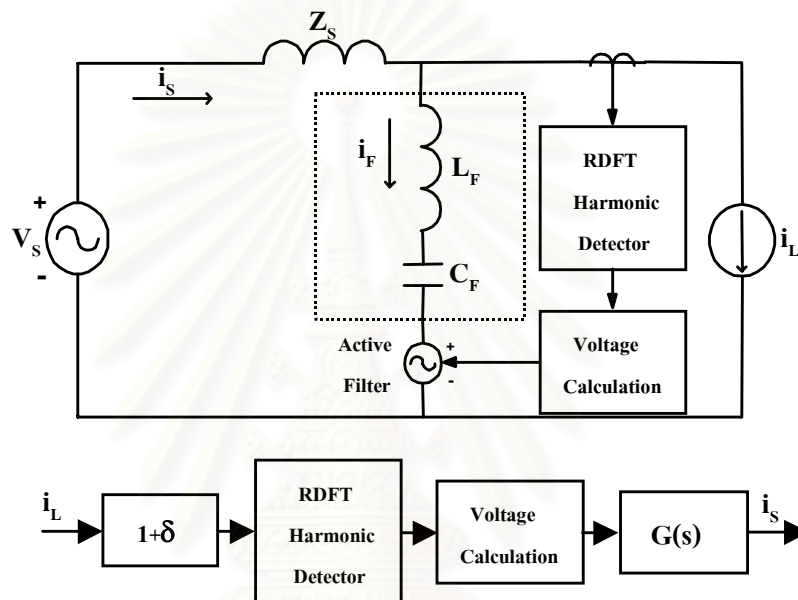 Z_S
i_S
i_F
L_F
RDFT
Harmonic
Detector
+
V_S
-
i_L
C_F
Active
Filter
+
-
Voltage
Calculation
i_L
1+δ
RDFT
Harmonic
Detector
Voltage
Calculation
G(s)
i_S